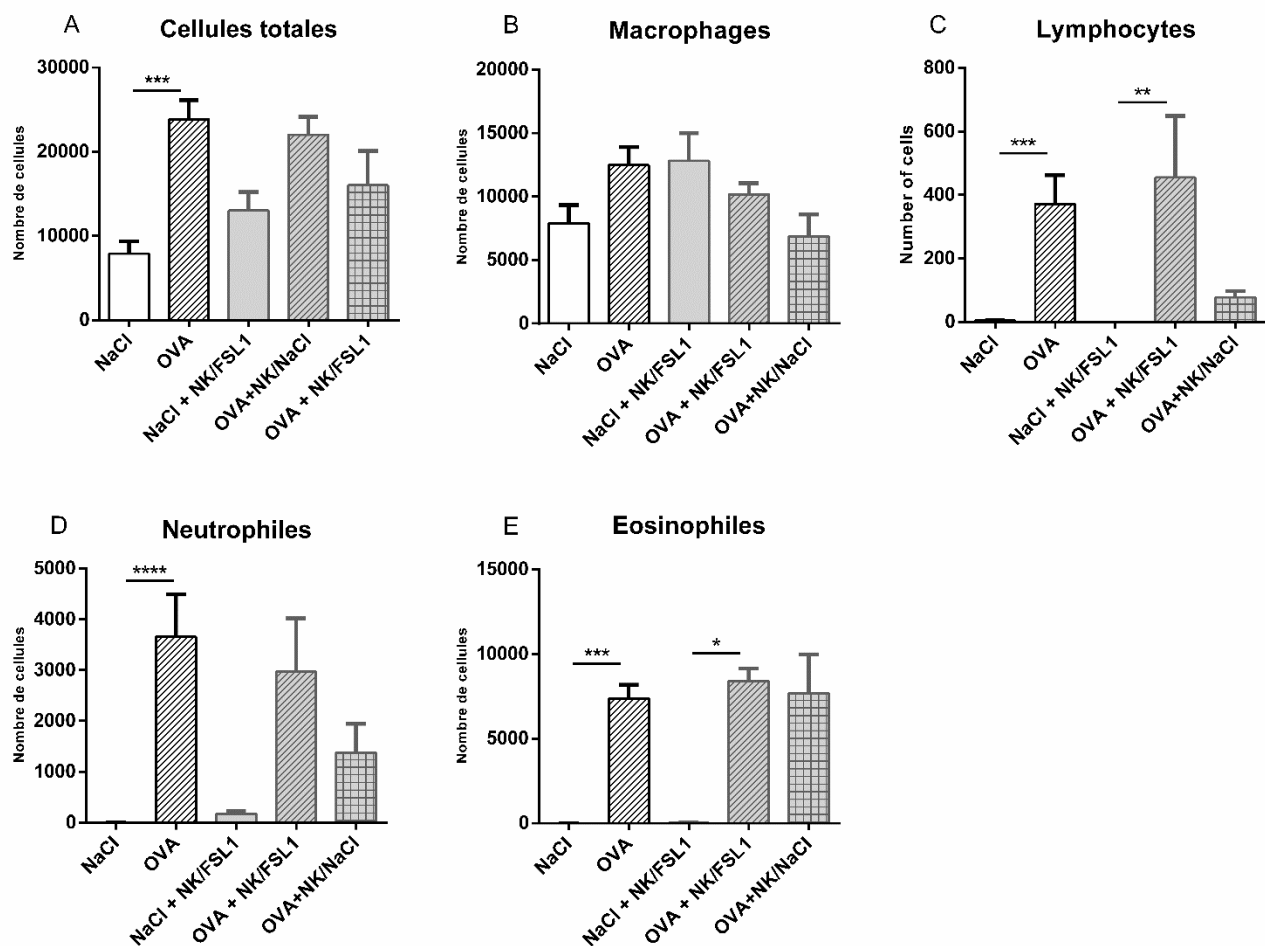 A
Cellules totales
Nombre de cellules
30000
20000
10000
0
***
NaCl
OVA
NaCl + NK/FSL1
OVA+NK/NaCl
OVA + NK/FSL1
B
Macrophages
Nombre de cellules
20000
15000
10000
5000
0
NaCl
OVA
NaCl + NK/FSL1
OVA + NK/FSL1
OVA+NK/NaCl
C
Lymphocytes
Number of cells
800
600
400
200
0
***
**
NaCl
OVA
NaCl + NK/FSL1
OVA + NK/FSL1
OVA+NK/NaCl
D
Neutrophiles
Nombre de cellules
5000
4000
3000
2000
1000
0
****
NaCl
OVA
NaCl + NK/FSL1
OVA + NK/FSL1
OVA+NK/NaCl
E
Eosinophiles
Nombre de cellules
15000
10000
5000
0
***
*
NaCl
OVA
NaCl + NK/FSL1
OVA + NK/FSL1
OVA+NK/NaCl